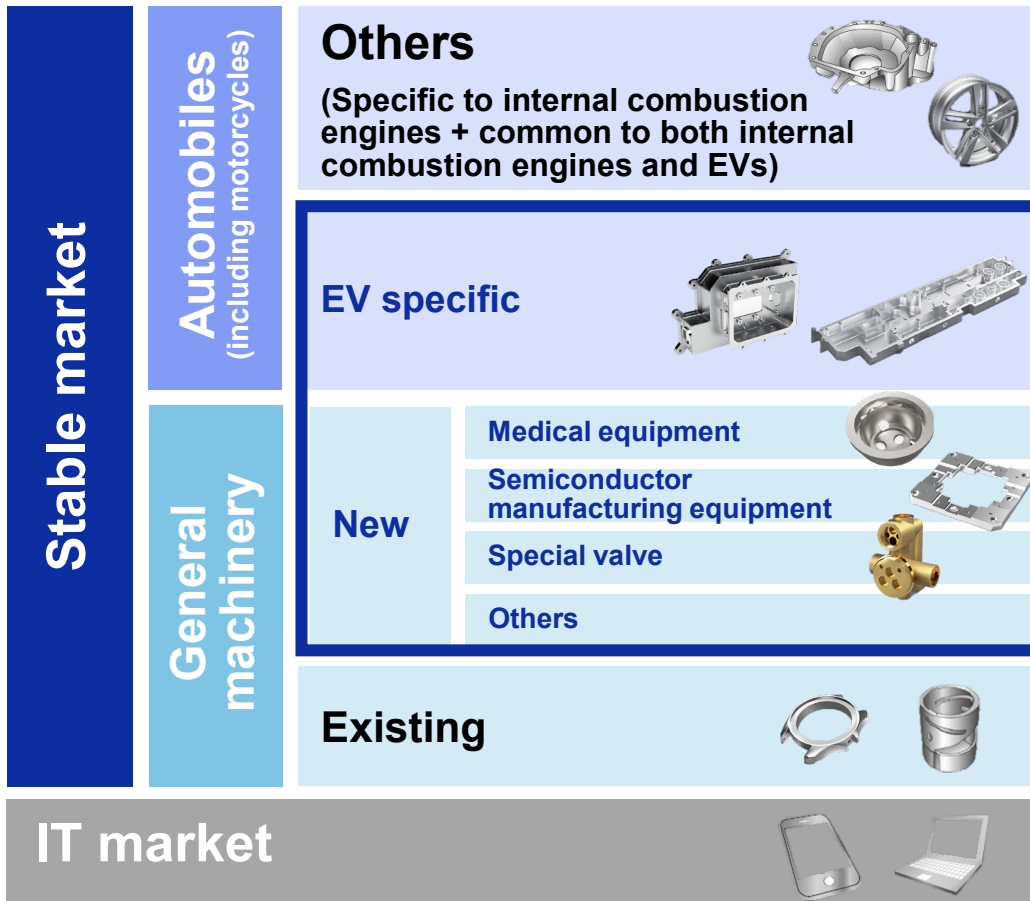 Stable market
Automobiles
(including motorcycles)
Others
(Specific to internal combustion
engines + common to both internal
combustion engines and EVs)
EV specific
General
machinery
New
Medical equipment
Semiconductor
manufacturing equipment
Special valve
Others
Existing
IT market